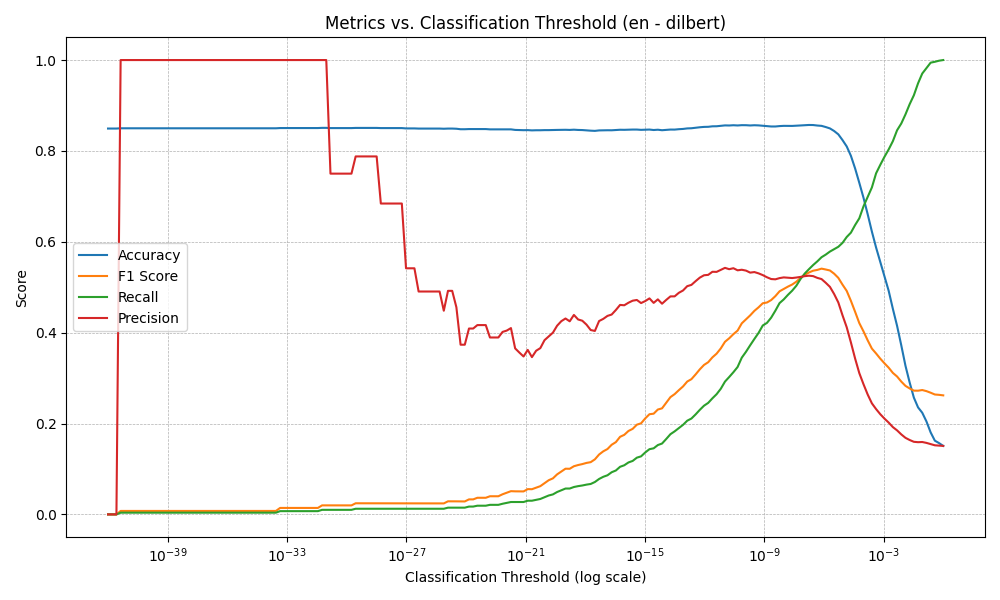 Metrics vs. Classification Threshold (en - dilbert)
Score
1.0
0.8
0.6
0.4
0.2
0.0
Accuracy
F1 Score
Recall
Precision
10⁻³⁹ 10⁻³³ 10⁻²⁷ 10⁻²¹ 10⁻¹⁵ 10⁻⁹ 10⁻³
Classification Threshold (log scale)